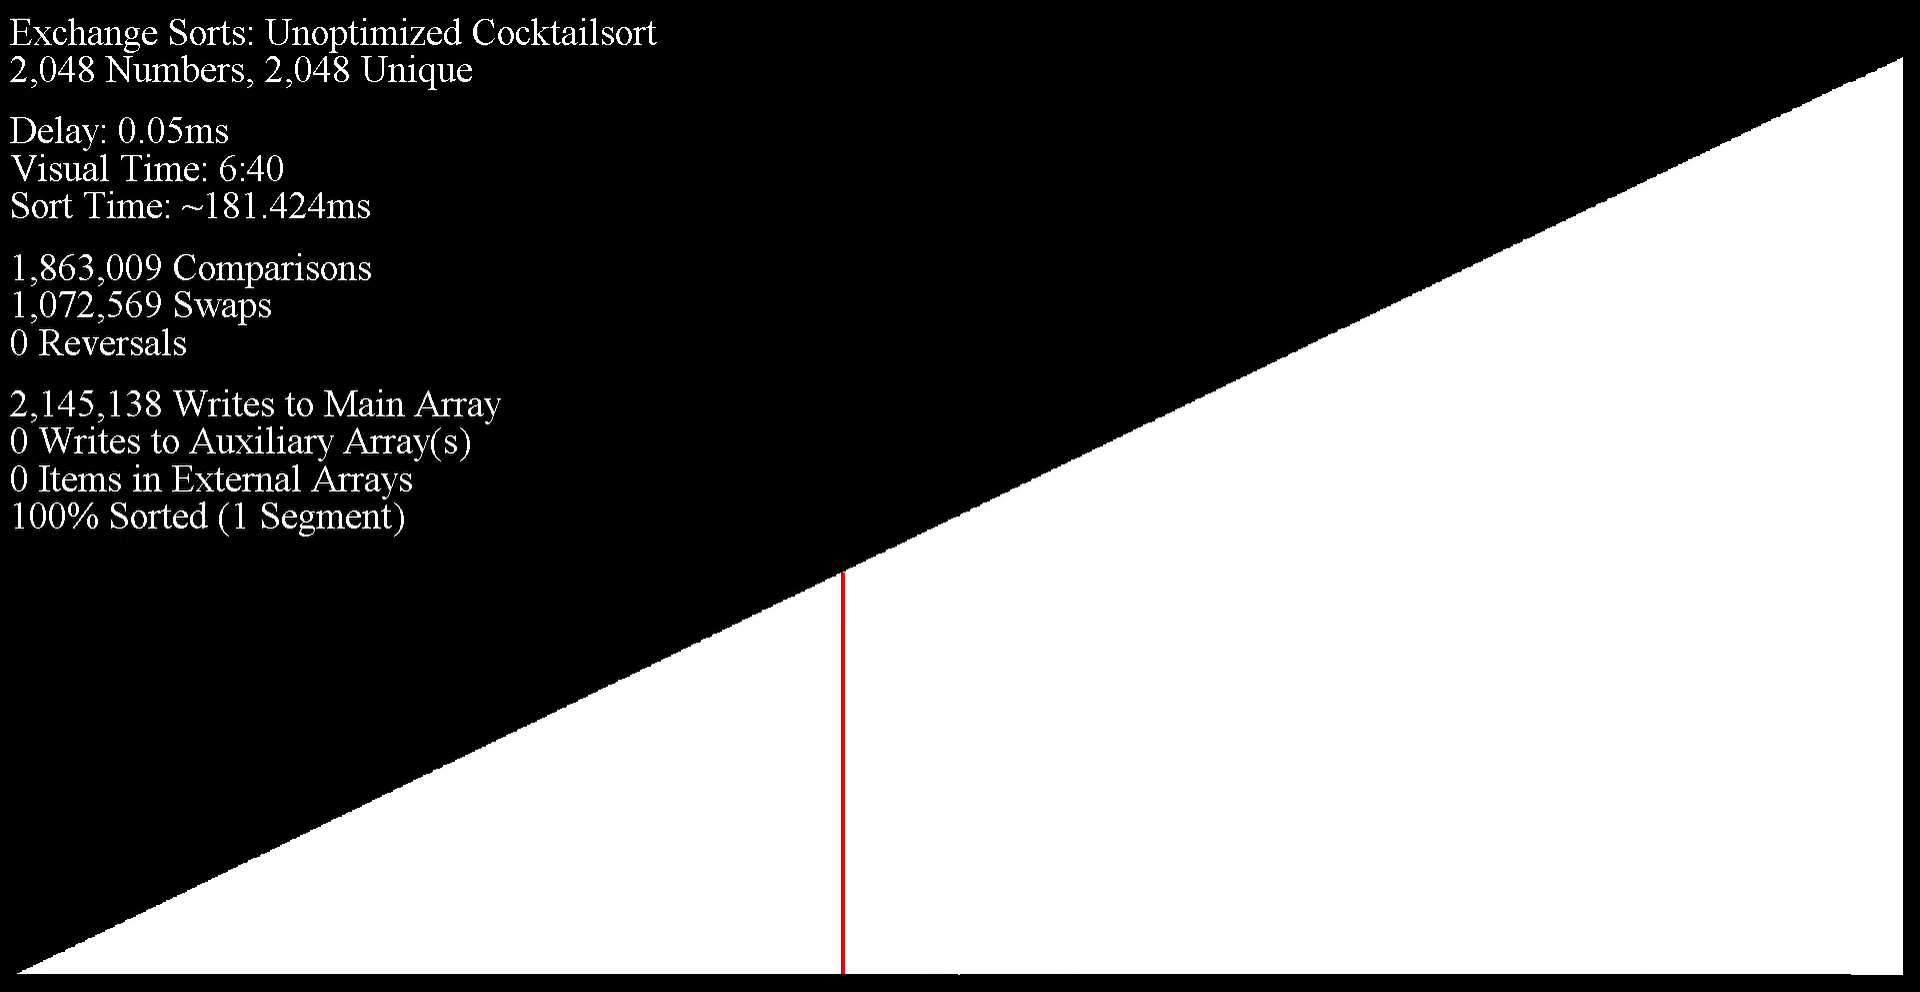 Exchange Sorts: Unoptimized Cocktailsort
2,048 Numbers, 2,048 Unique
Delay: 0.05ms
Visual Time: 6:40
Sort Time: ~181.424ms
1,863,009 Comparisons
1,072,569 Swaps
0 Reversals
2,145,138 Writes to Main Array
0 Writes to Auxiliary Array(s)
0 Items in External Arrays
100% Sorted (1 Segment)